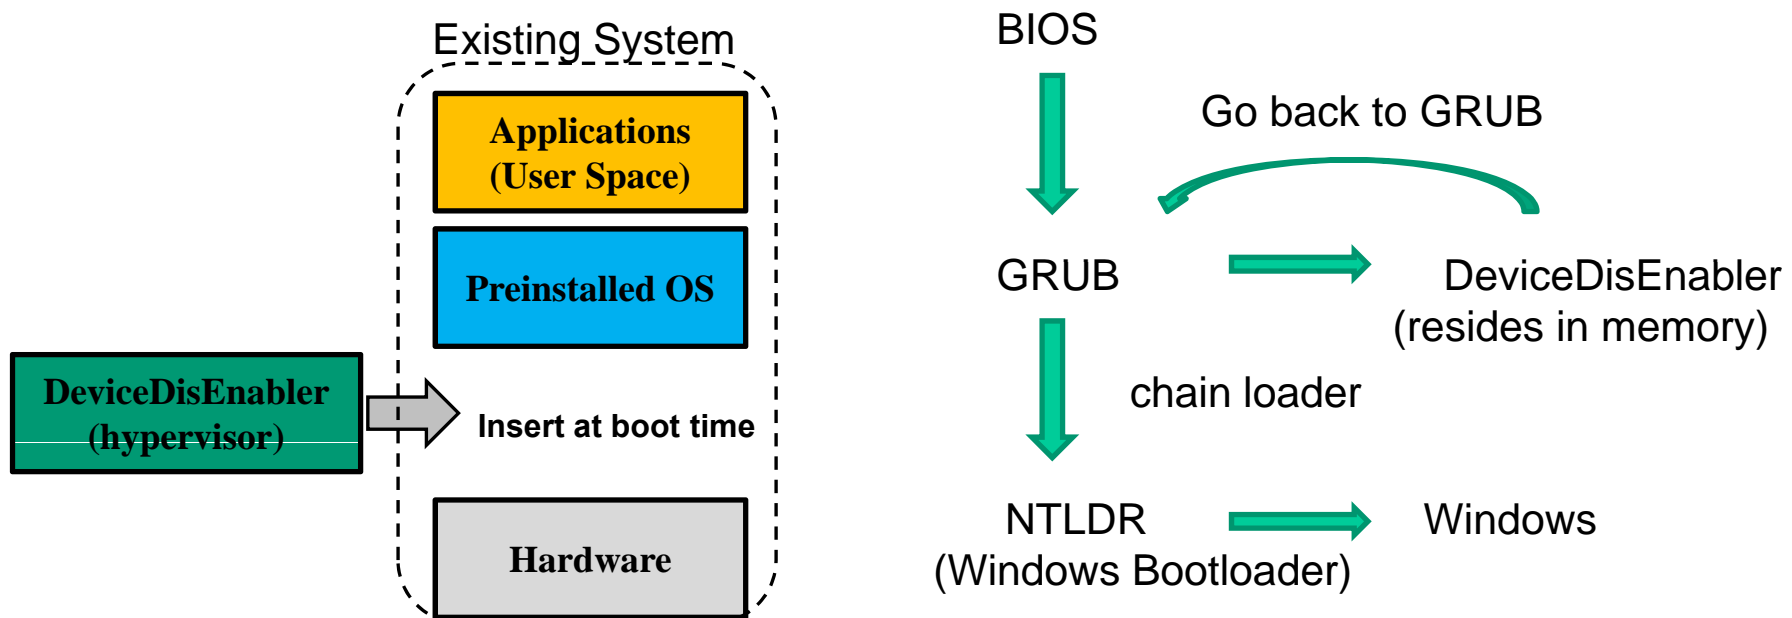 Existing System
Applications
(User Space)
Preinstalled OS
DeviceDisEnabler
(hypervisor)
Insert at boot time
Hardware
BIOS
Go back to GRUB
GRUB
DeviceDisEnabler
(resides in memory)
chain loader
NTLDR
(Windows Bootloader)
Windows